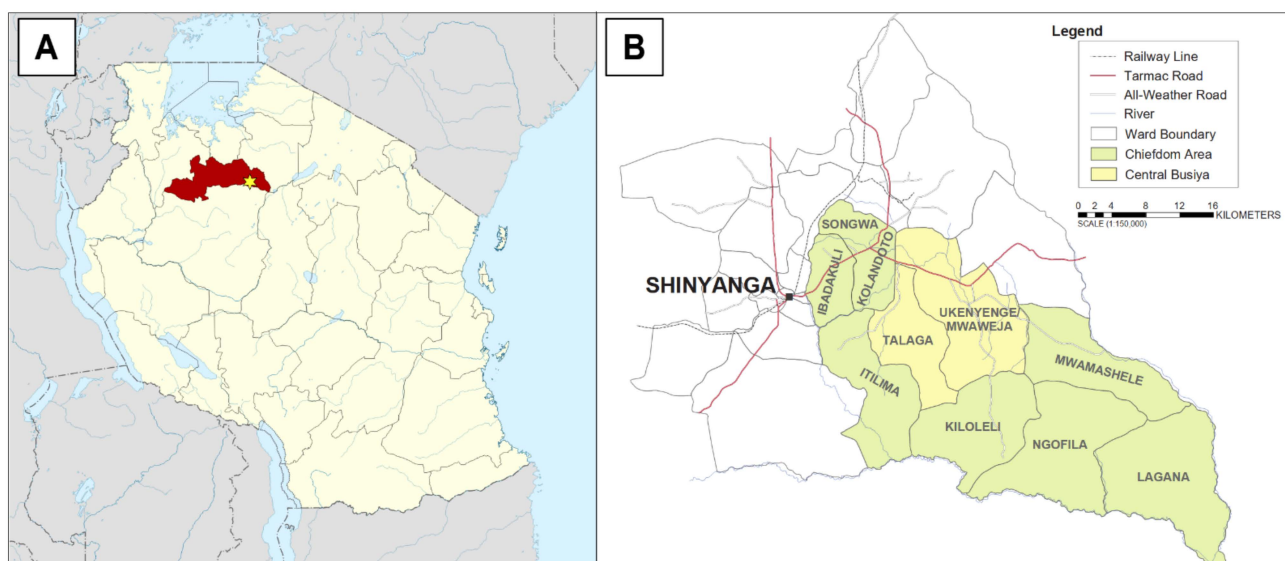 A
B
Legend
Railway Line
Tarmac Road
All-Weather Road
River
Ward Boundary
Chiefdom Area
Central Busiya
0 2 4 8 12 16 KILOMETERS
SCALE (1:150,000)
SONGWA
IBADAKULI
KOLANDOTO
SHINYANGA
UKENYENGE/
MWAWEJA
TALAGA
MWAMASHELE
ITILIMA
KILOLELI
NGOFILA
LAGANA